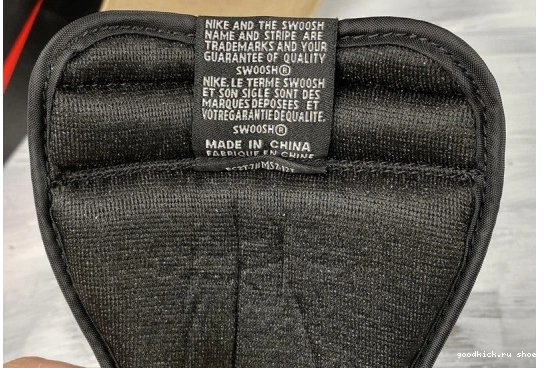 NIKE AND THE SWOOSH
NAME AND STRIPE ARE
TRADEMARKS AND YOUR
GUARANTEE OF QUALITY
SWOOSH®
NIKE, LE TERME SWOOSH
ET SON SIGLE SONT DES
MARQUES DEPOSEES ET
VOTREGARANTIEDEQUALITE.
SWOOSH®
MADE IN CHINA
FABRIQUE EN CHINE
goodkick.ru shoe